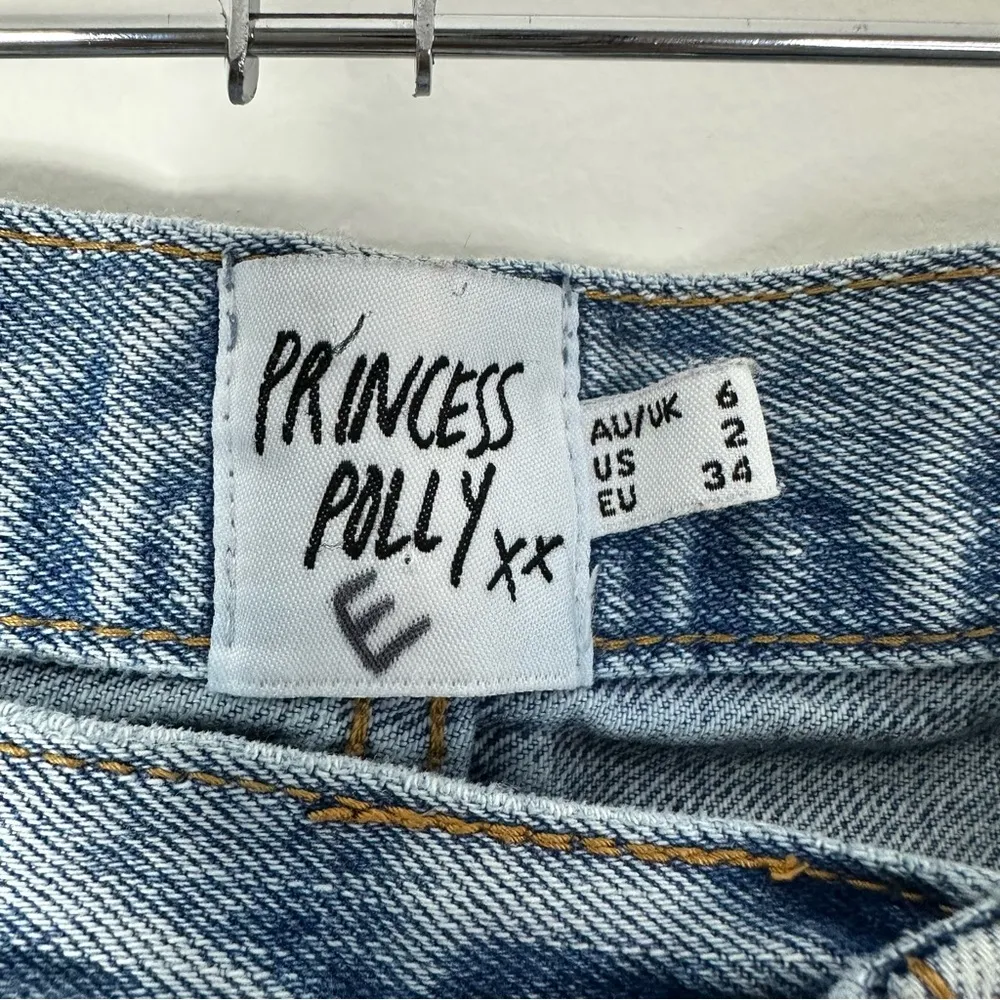 PRINCESS
POLLY xx
E
AU/UK 6
US 2
EU 34